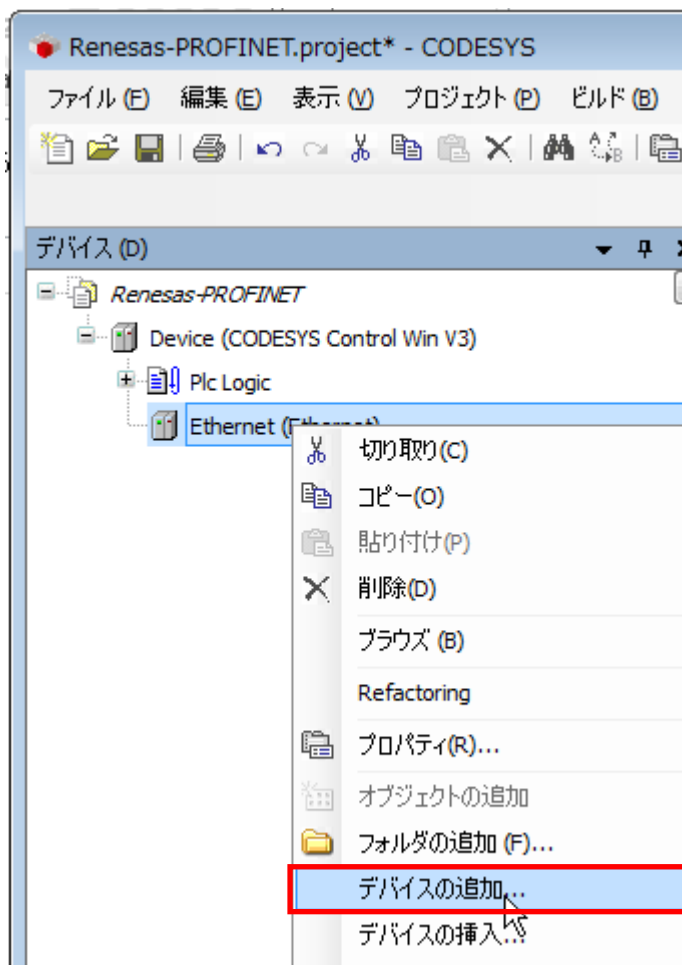 Renesas-PROFINET.project* - CODESYS
ファイル (F) 編集 (E) 表示 (V) プロジェクト (P) ビルド (B)
デバイス (D)
Renesas-PROFINET
Device (CODESYS Control Win V3)
Plc Logic
Ethernet (Ethernet)
切り取り(C)
コピー(O)
貼り付け(P)
削除(D)
ブラウズ (B)
Refactoring
プロパティ(R)...
オブジェクトの追加
フォルダの追加 (F)...
デバイスの追加...
デバイスの挿入...